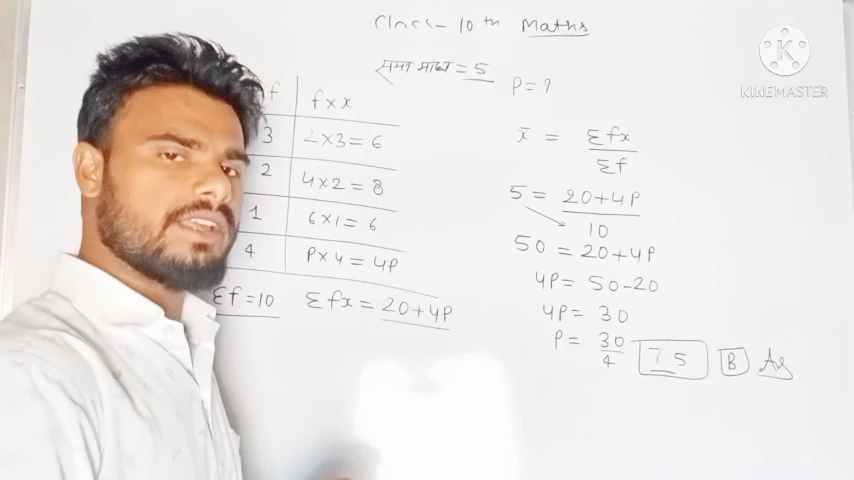 Class- 10th Maths
समा माध्य = 5
P = ?
f | f × x
3 | 2 × 3 = 6
2 | 4 × 2 = 8
1 | 6 × 1 = 6
4 | P × 4 = 4P
Σf = 10 Σfx = 20 + 4P
x̄ = Σfx / Σf
5 = 20 + 4P / 10
50 = 20 + 4P
4P = 50 - 20
4P = 30
P = 30 / 4 7 5 B Ans
K
KINEMASTER